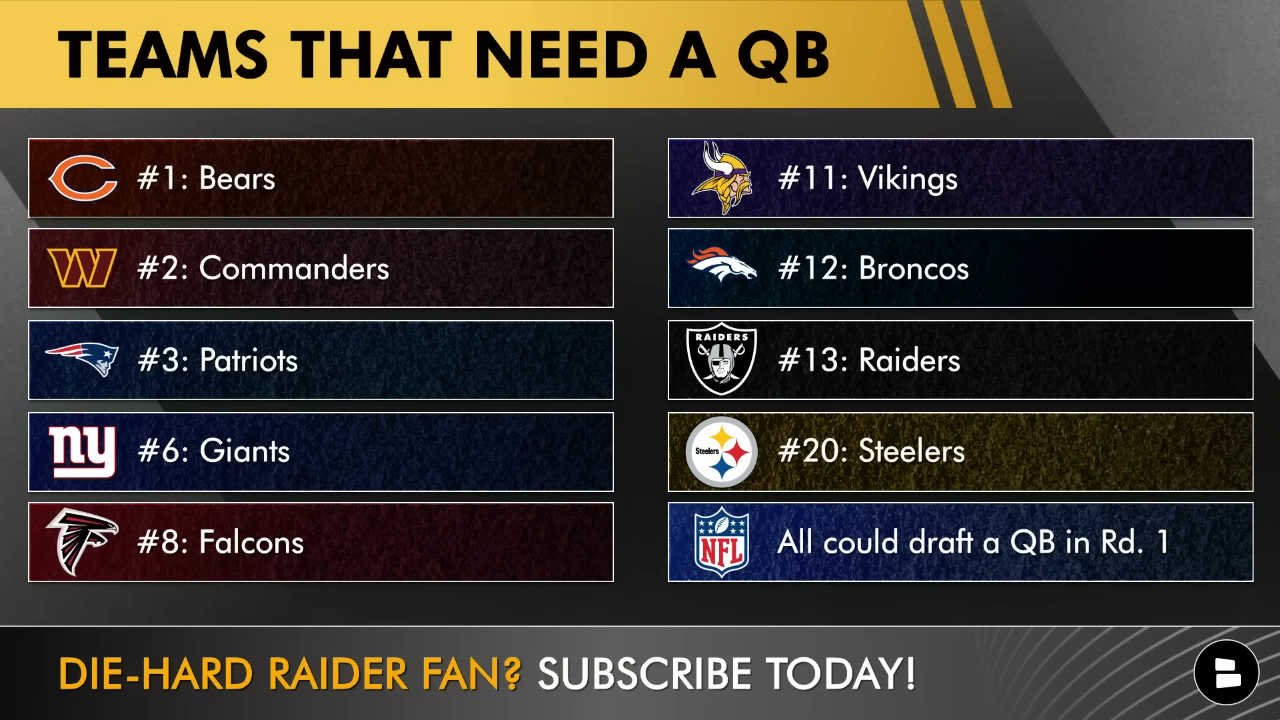 TEAMS THAT NEED A QB
#1: Bears
#2: Commanders
#3: Patriots
ny
#6: Giants
#8: Falcons
#11: Vikings
#12: Broncos
RAIDERS
#13: Raiders
Steelers
#20: Steelers
NFL
All could draft a QB in Rd. 1
DIE-HARD RAIDER FAN? SUBSCRIBE TODAY!